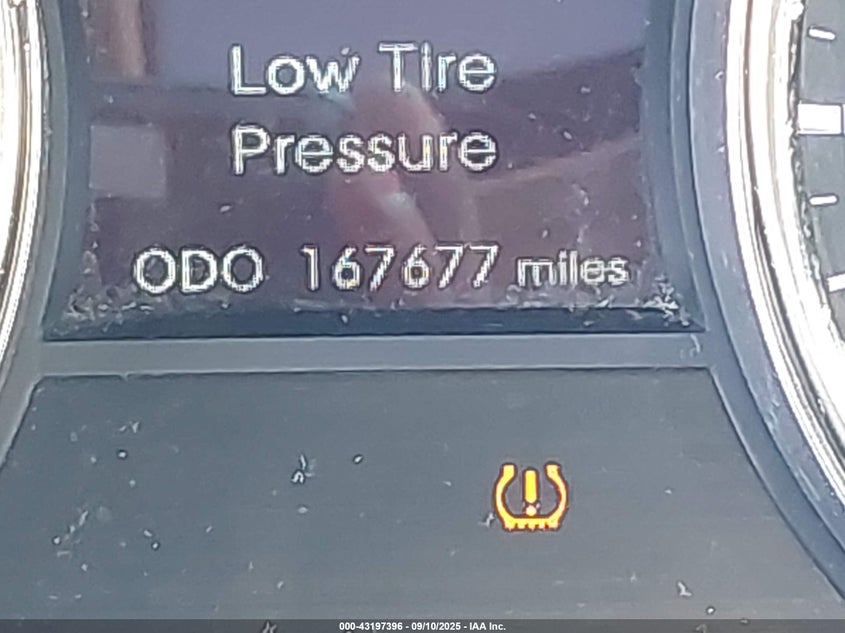 Low Tire
Pressure
ODO 167677 miles
000-43197396 - 09/10/2025 - IAA Inc.